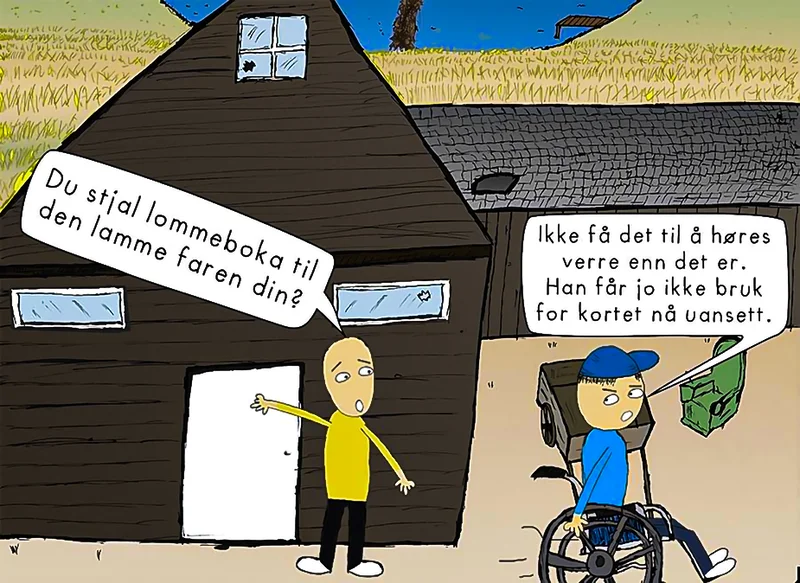 Du stjal lommeboka til
den lamme faren din?
Ikke få det til å høres
verre enn det er.
Han får jo ikke bruk
for kortet nå uansett.